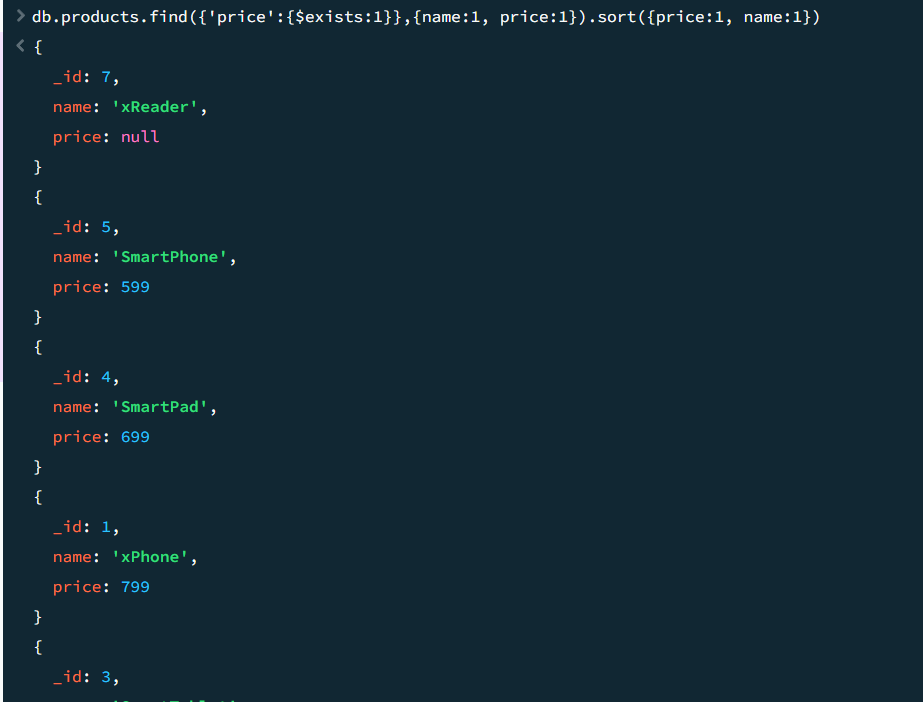 > db.products.find({'price':{$exists:1}},{name:1, price:1}).sort({price:1, name:1})
< {
_id: 7,
name: 'xReader',
price: null
}
{
_id: 5,
name: 'SmartPhone',
price: 599
}
{
_id: 4,
name: 'SmartPad',
price: 699
}
{
_id: 1,
name: 'xPhone',
price: 799
}
{
_id: 3,